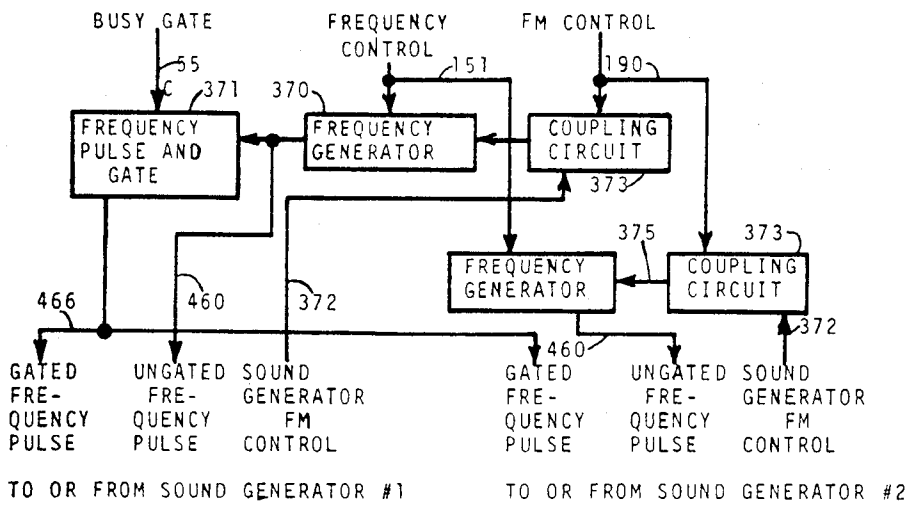 BUSY GATE
FREQUENCY
CONTROL
FM CONTROL
55
C
371
370
151
190
FREQUENCY
PULSE AND
GATE
FREQUENCY
GENERATOR
COUPLING
CIRCUIT
373
375
373
FREQUENCY
GENERATOR
COUPLING
CIRCUIT
466
460
372
460
372
GATED
FRE-
QUENCY
PULSE
UNGATED
FRE-
QUENCY
PULSE
SOUND
GENERATOR
FM
CONTROL
GATED
FRE-
QUENCY
PULSE
UNGATED
FRE-
QUENCY
PULSE
SOUND
GENERATOR
FM
CONTROL
TO OR FROM SOUND GENERATOR #1
TO OR FROM SOUND GENERATOR #2